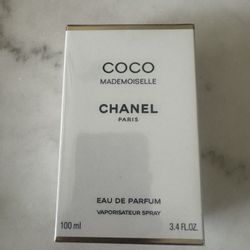 COCO
MADEMOISELLE
CHANEL
PARIS
EAU DE PARFUM
VAPORISATEUR SPRAY
100 ml 3.4 FL.OZ.